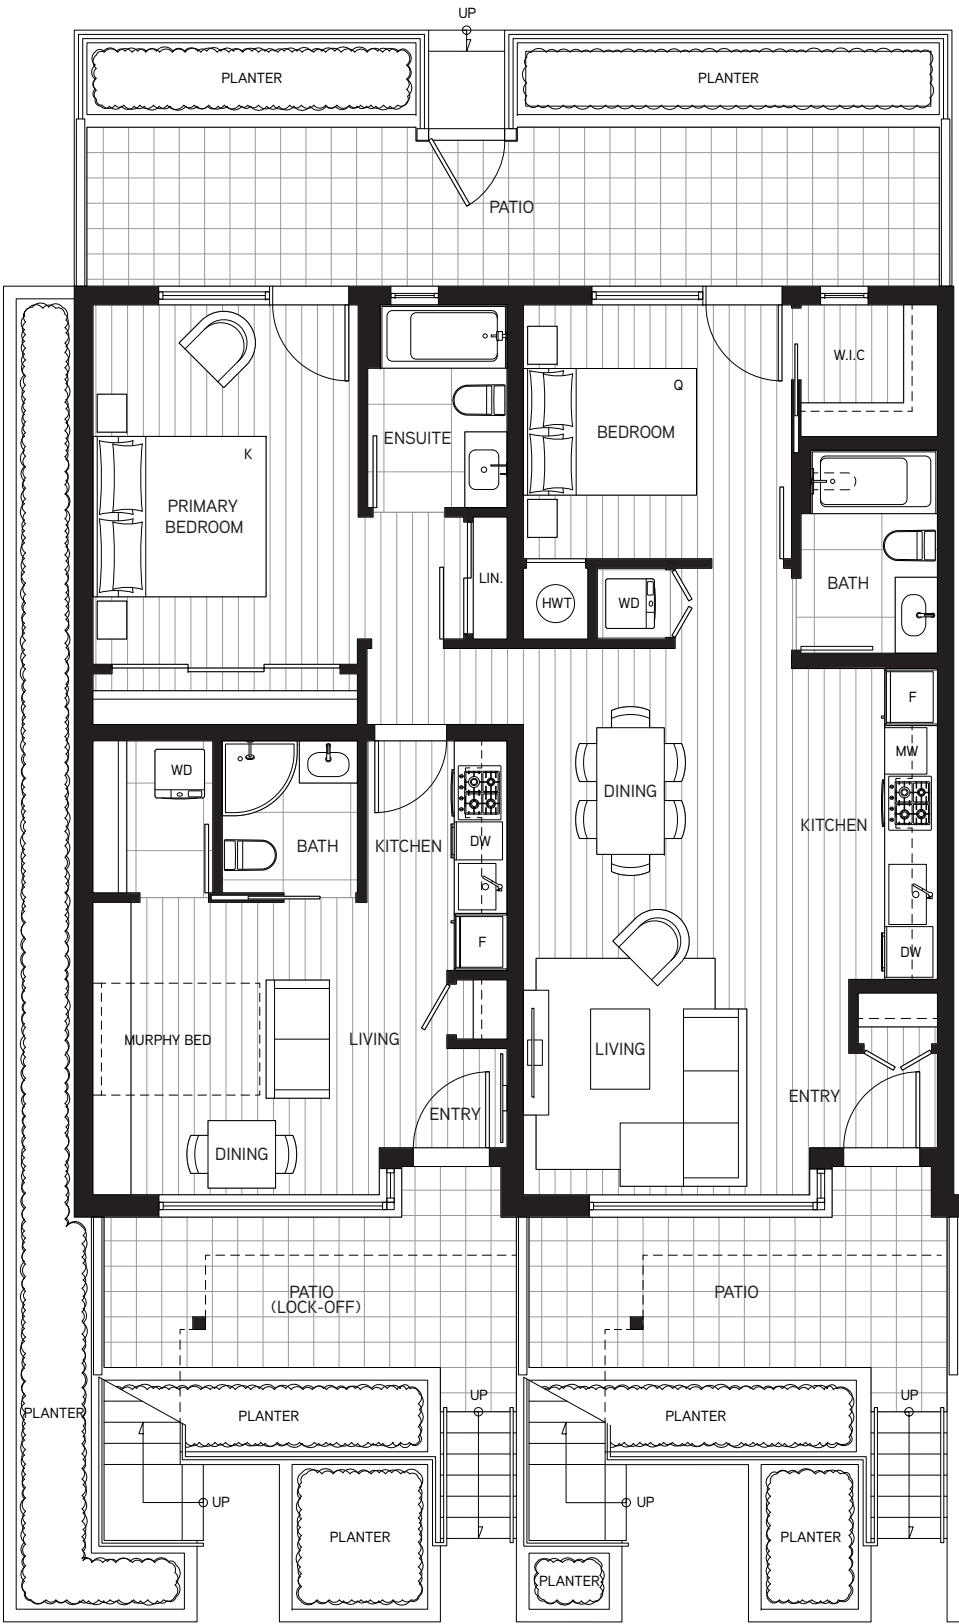 UP
PLANTER
PLANTER
PATIO
W.I.C
Q
K
ENSUITE
BEDROOM
PRIMARY
BEDROOM
LIN.
HWT
WD
BATH
F
MW
WD
DINING
KITCHEN
BATH
KITCHEN
DW
F
DW
MURPHY BED
LIVING
LIVING
ENTRY
ENTRY
DINING
PATIO
(LOCK-OFF)
PATIO
PLANTER
PLANTER
UP
PLANTER
UP
UP
UP
PLANTER
PLANTER
PLANTER